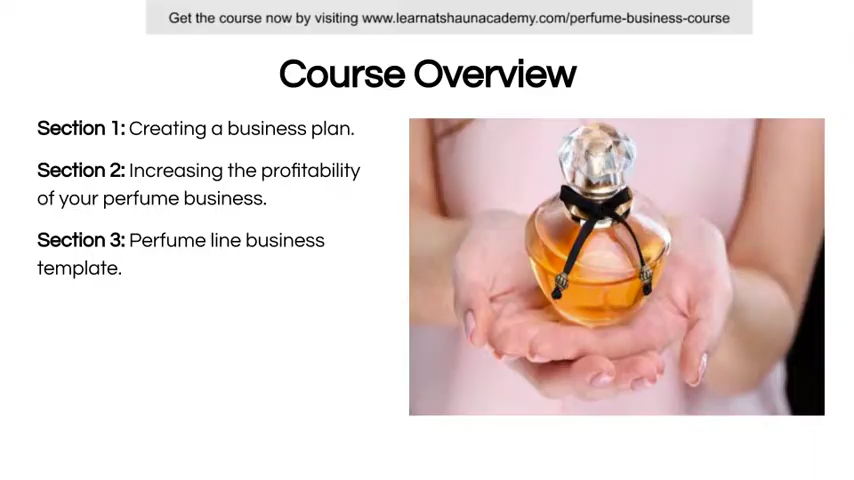 Get the course now by visiting www.learnatshaunacademy.com/perfume-business-course
Course Overview
Section 1: Creating a business plan.
Section 2: Increasing the profitability
of your perfume business.
Section 3: Perfume line business
template.